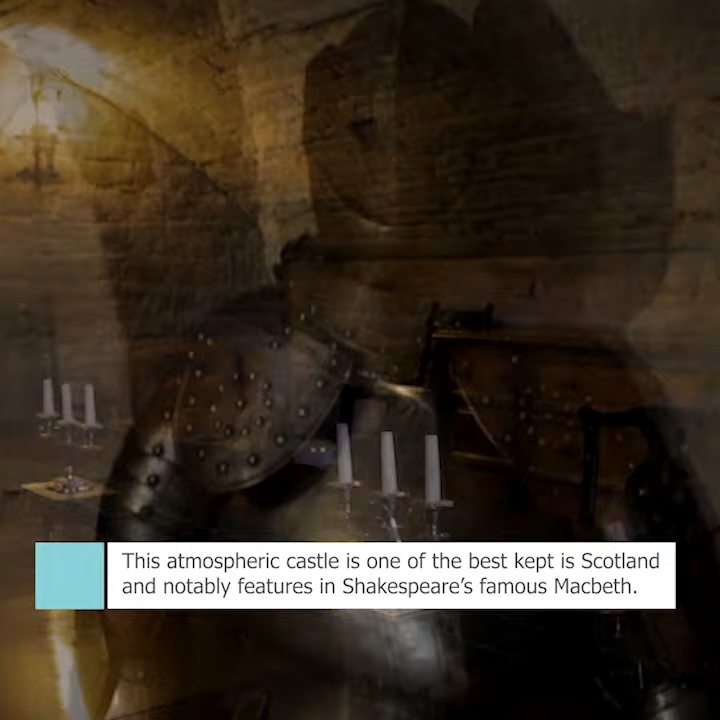 This atmospheric castle is one of the best kept is Scotland
and notably features in Shakespeare’s famous Macbeth.